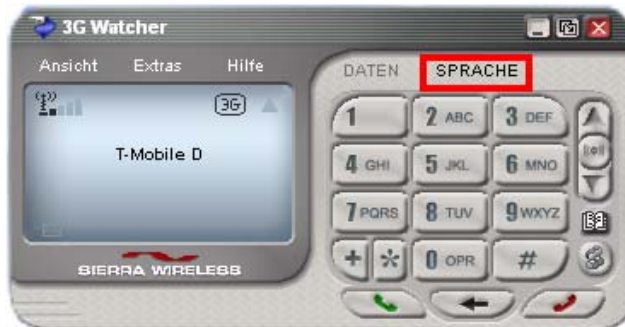 3G Watcher
Ansicht Extras Hilfe
DATEN SPRACHE
3G
T-Mobile D
SIERRA WIRELESS
1 2 ABC 3 DEF
4 GHI 5 JKL 6 MNO
7 PQRS 8 TUV 9 WXYZ
+ * 0 OPR #